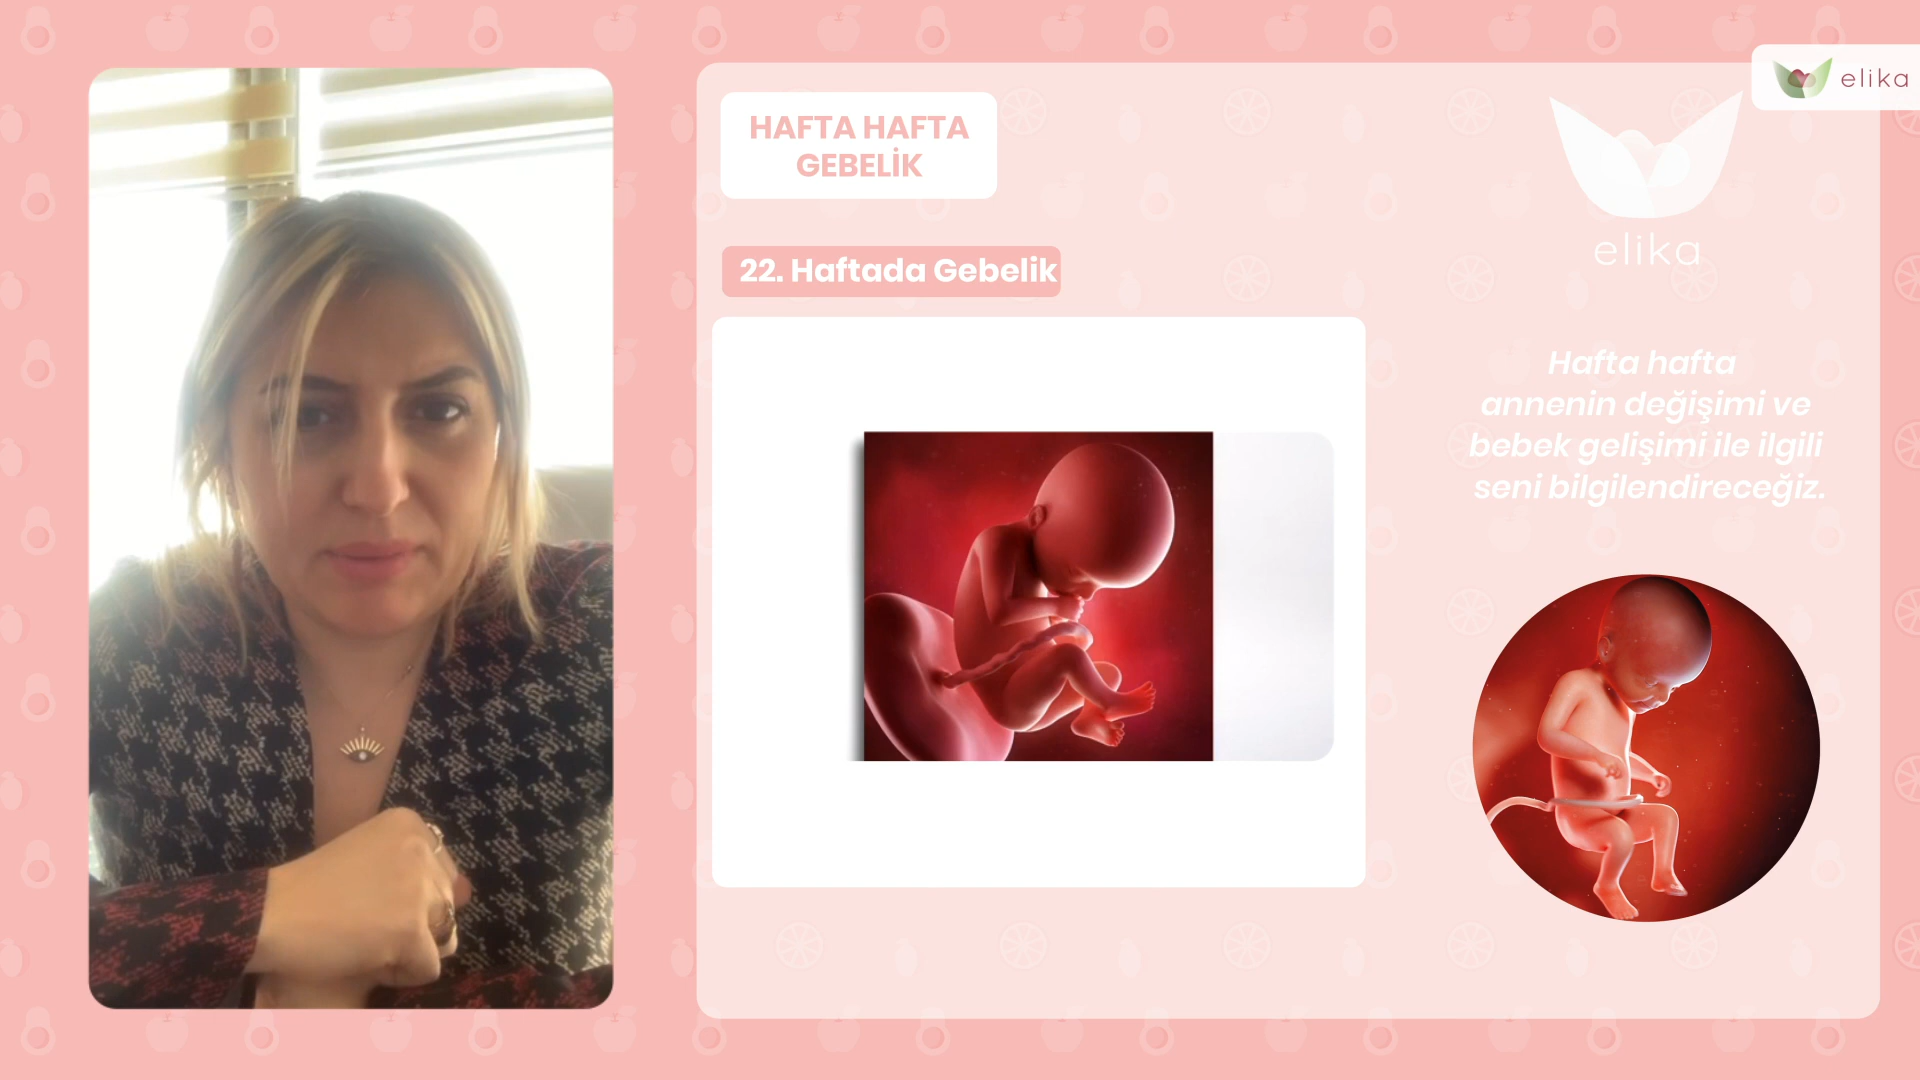 HAFTA HAFTA
GEBELİK
22. Haftada Gebelik
elika
elika
Hafta hafta
annenin değişimi ve
bebek gelişimi ile ilgili
seni bilgilendireceğiz.